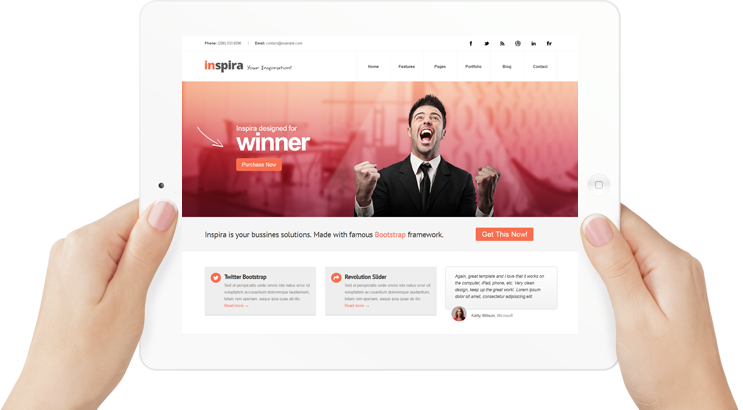 Phone: (208) 333 9296 | Email: contact@example.com
inspira Your Inspiration!
Home Features Pages Portfolio Blog Contact
Inspira designed for
winner
Purchase Now
Inspira is your bussines solutions. Made with famous Bootstrap framework.
Get This Now!
Twitter Bootstrap
Sed ut perspiciatis unde omnis iste natus error sit
voluptatem accusantium doloremque laudantium,
totam rem aperiam, eaque ipsa quae ab illo.
Read more →
Revolution Slider
Sed ut perspiciatis unde omnis iste natus error sit
voluptatem accusantium doloremque laudantium,
totam rem aperiam, eaque ipsa quae ab illo.
Read more →
Again, great template and I love that it works on
the computer, iPad, phone, etc. Very clean
design, keep up the great work! Lorem ipsum
dolor sit amet, consectetur adipiscing elit.
Kathy Wilson, Microsoft